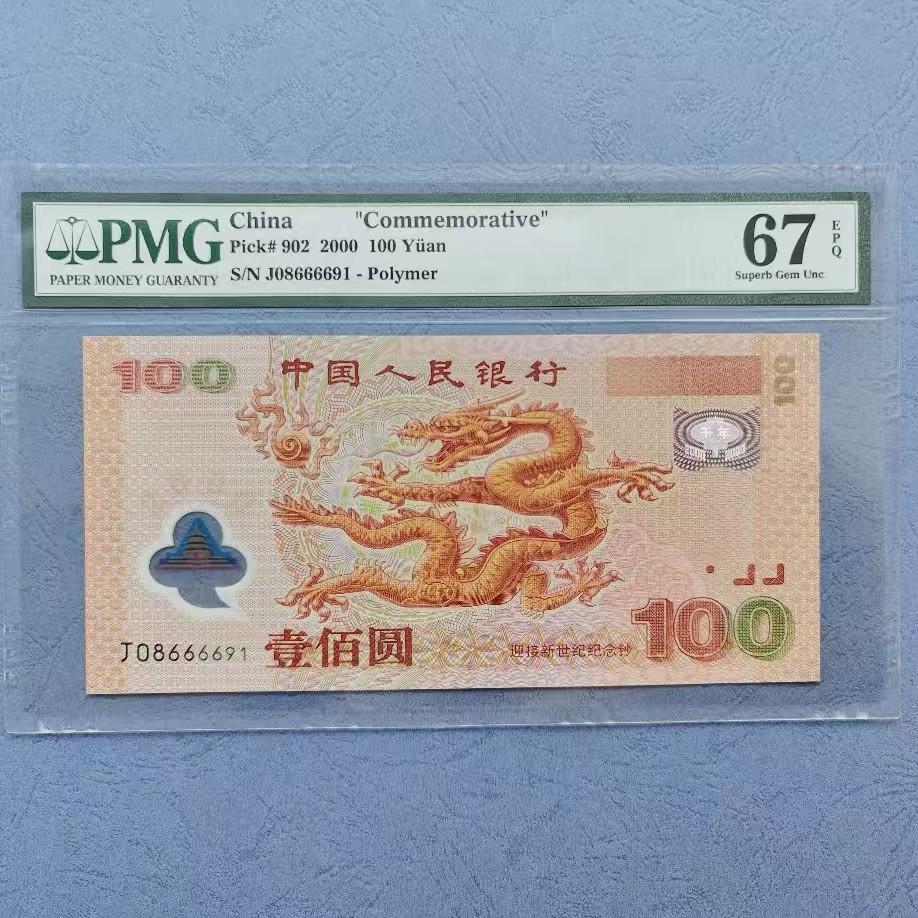 PMG
PAPER MONEY GUARANTY
China "Commemorative"
Pick# 902 2000 100 Yüan
S/N J08666691 - Polymer
67 EPQ
Superb Gem Unc
100
中国人民银行
100
千年
J08666691
壹佰圆
迎接新世纪纪念钞
100